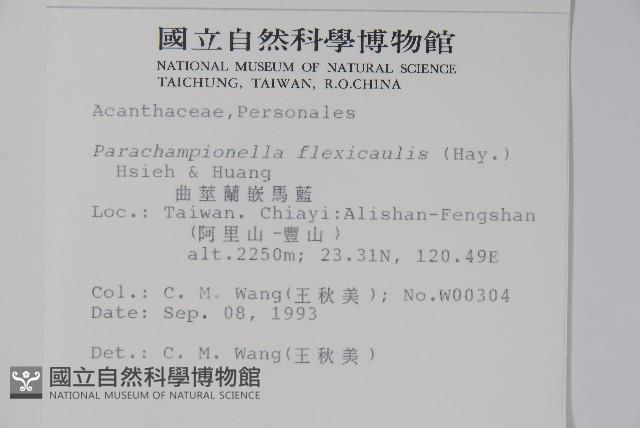 國立自然科學博物館
NATIONAL MUSEUM OF NATURAL SCIENCE
TAICHUNG, TAIWAN, R.O.CHINA
Acanthaceae,Personales
Parachampionella flexicaulis (Hay.)
Hsieh & Huang
曲莖蘭嵌馬藍
Loc.: Taiwan. Chiayi:Alishan-Fengshan
(阿里山-豐山)
alt.2250m; 23.31N, 120.49E
Col.: C. M. Wang(王秋美); No.W00304
Date: Sep. 08, 1993
Det.: C. M. Wang(王秋美)
國立自然科學博物館
NATIONAL MUSEUM OF NATURAL SCIENCE